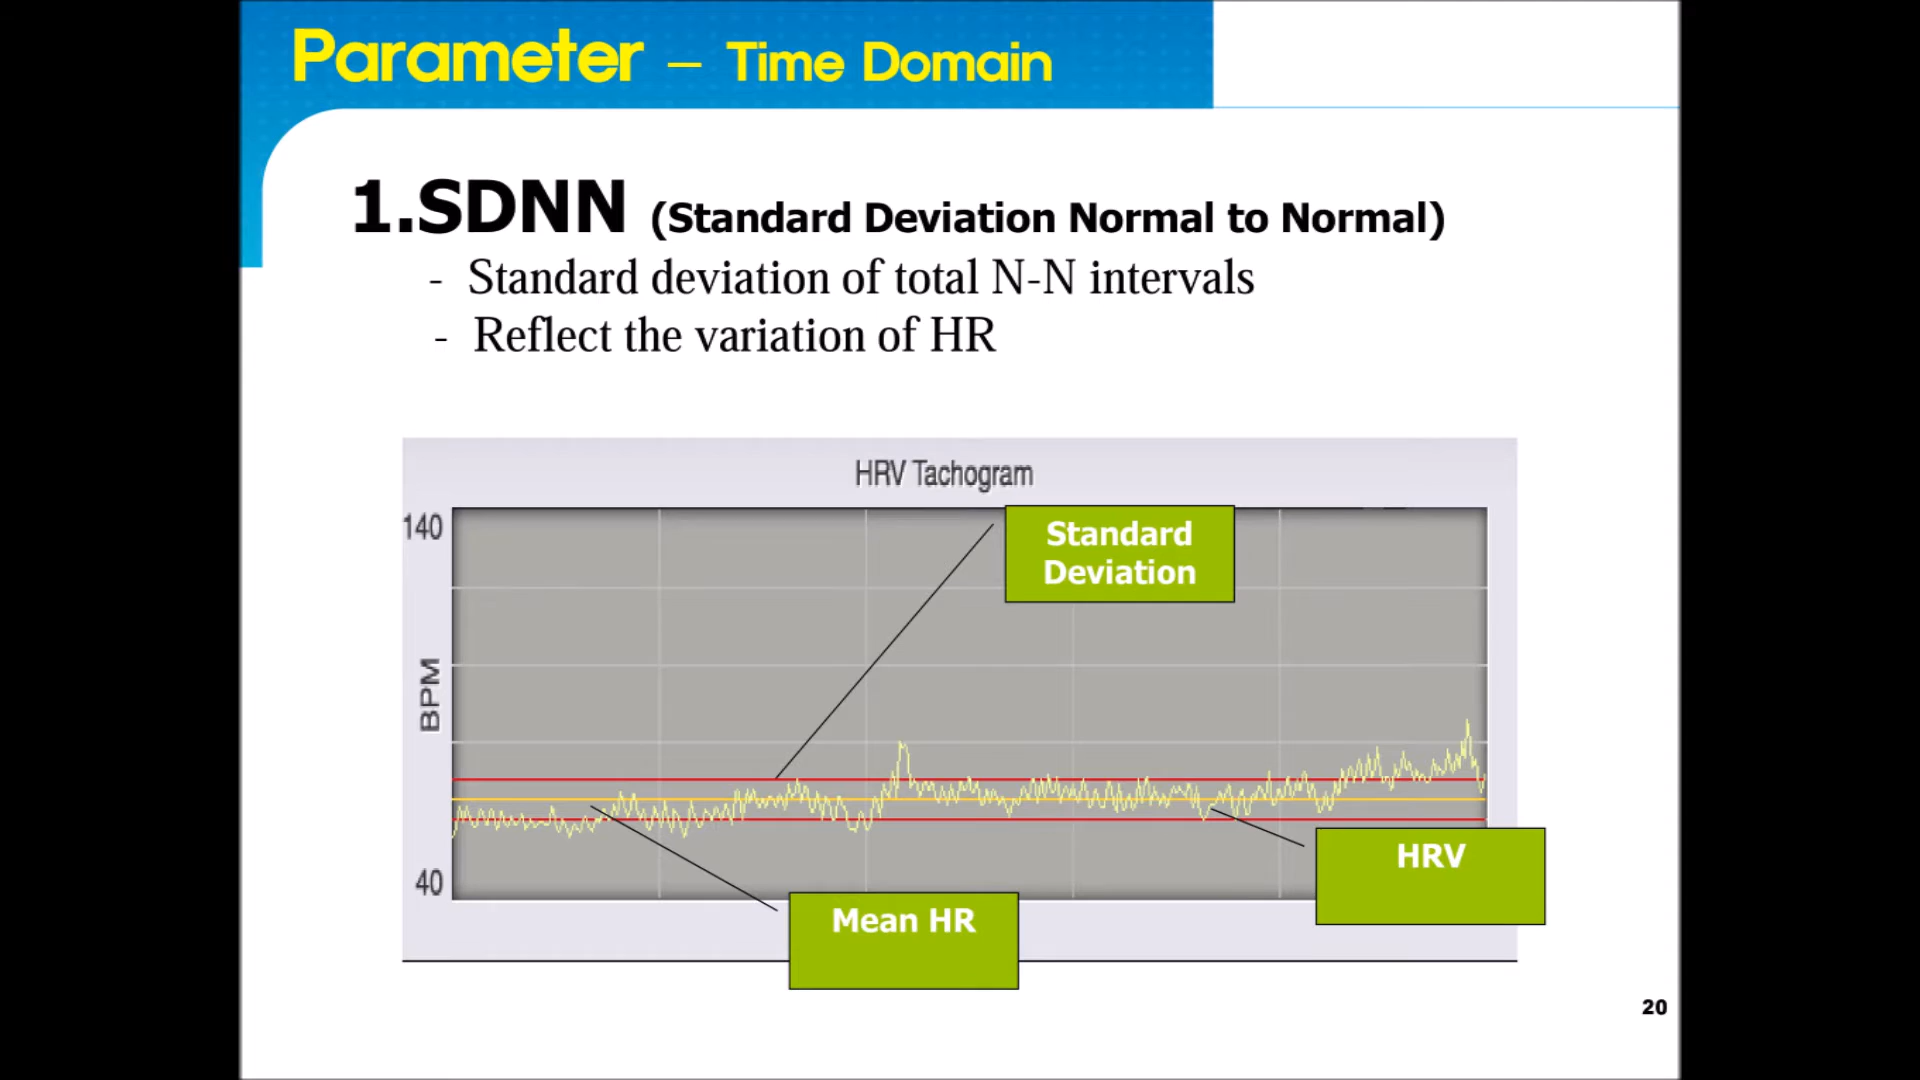 Parameter – Time Domain
1.SDNN (Standard Deviation Normal to Normal)
- Standard deviation of total N-N intervals
- Reflect the variation of HR
HRV Tachogram
140
Standard
Deviation
BPM
HRV
40
Mean HR
20